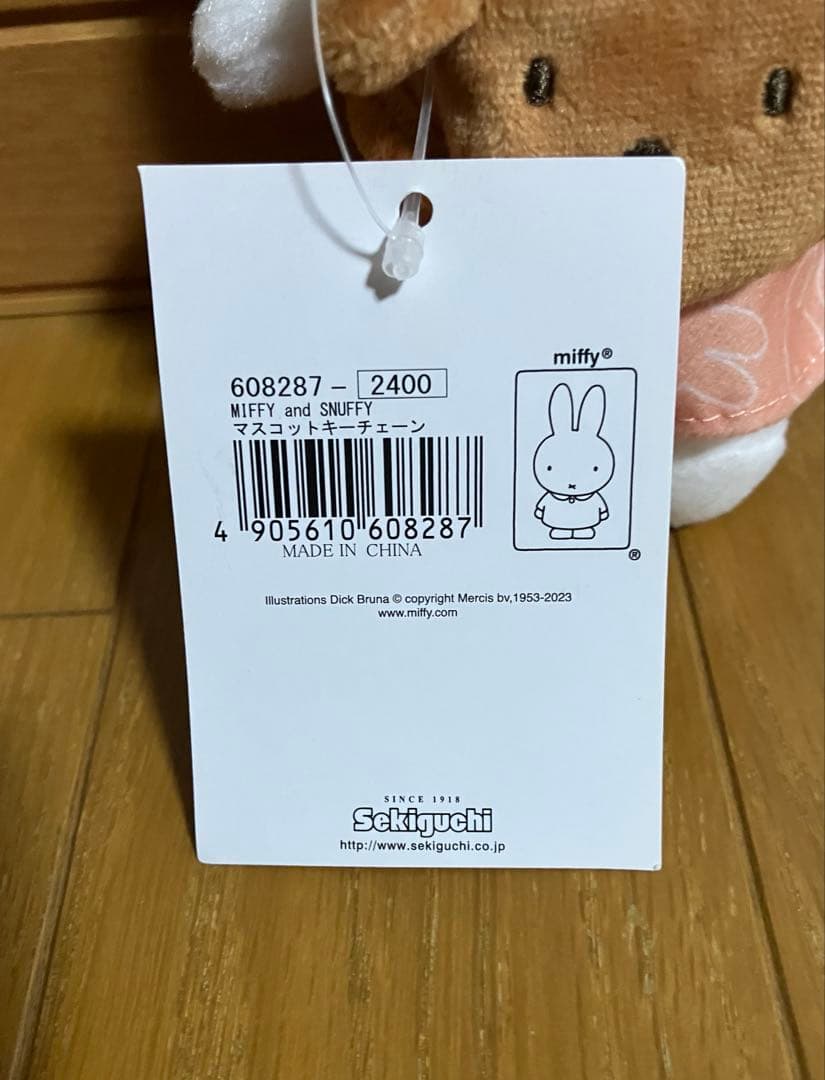 608287-2400
MIFFY and SNUFFY
マスコットキーチェーン
4 905610 608287
MADE IN CHINA
miffy®
®
Illustrations Dick Bruna © copyright Mercis bv,1953-2023
www.miffy.com
SINCE 1918
Sekiguchi
http://www.sekiguchi.co.jp